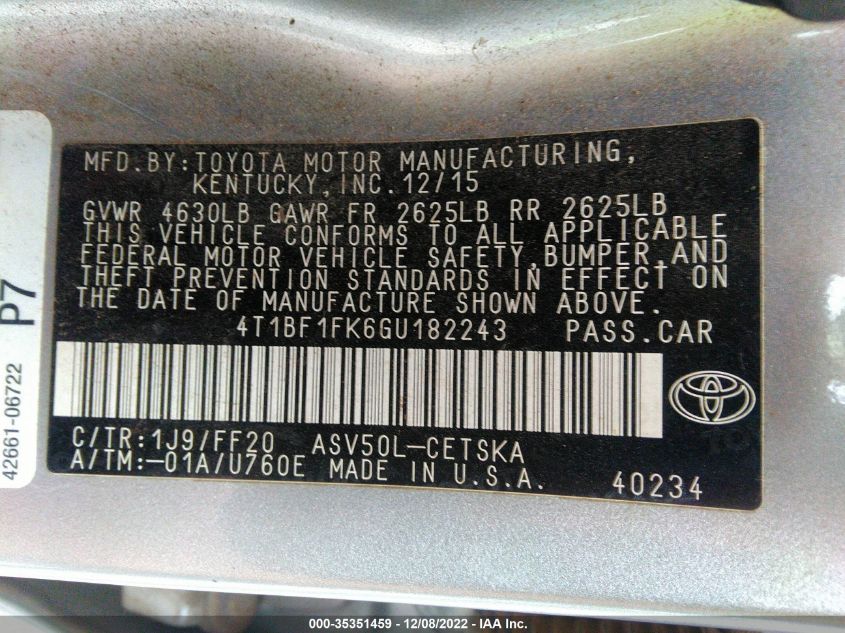 MFD.BY:TOYOTA MOTOR MANUFACTURING,
KENTUCKY,INC.12/15
GVWR 4630LB GAWR FR 2625LB RR 2625LB
THIS VEHICLE CONFORMS TO ALL APPLICABLE
FEDERAL MOTOR VEHICLE SAFETY,BUMPER,AND
THEFT PREVENTION STANDARDS IN EFFECT ON
THE DATE OF MANUFACTURE SHOWN ABOVE.
4T1BF1FK6GU182243 PASS.CAR
C/TR:1J9/FF20 ASV50L-CETSKA
A/TM:-01A/U760E MADE IN U.S.A. 40234
P7
42661-06722
000-35351459 - 12/08/2022 - IAA Inc.